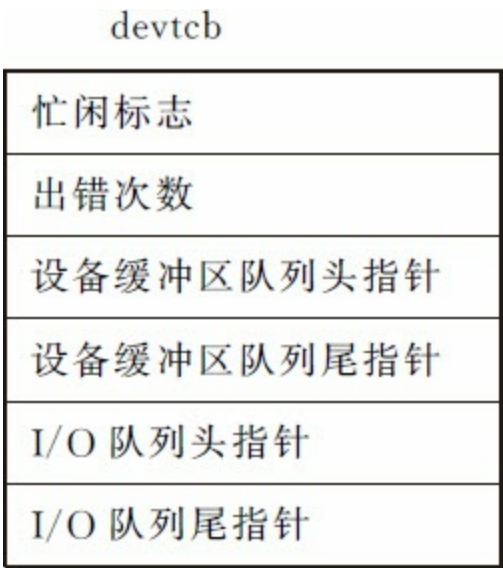 devtcb
忙闲标志
出错次数
设备缓冲区队列头指针
设备缓冲区队列尾指针
I/O 队列头指针
I/O 队列尾指针